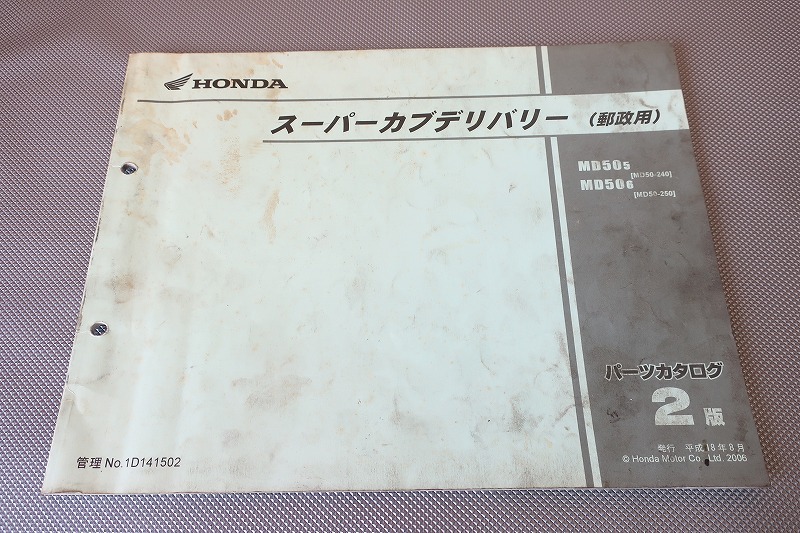 HONDA
スーパーカブデリバリー (郵政用)
MD505
[MD50-240]
MD506
[MD50-250]
パーツカタログ
2版
発行 平成18年8月
© Honda Motor Co., Ltd. 2006
管理 No.1D141502